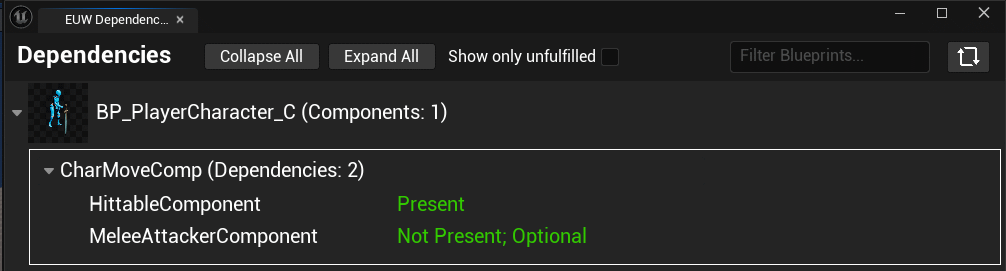 EUW Dependenc...
Dependencies Collapse All Expand All Show only unfulfilled Filter Blueprints...
BP_PlayerCharacter_C (Components: 1)
CharMoveComp (Dependencies: 2)
HittableComponent Present
MeleeAttackerComponent Not Present; Optional